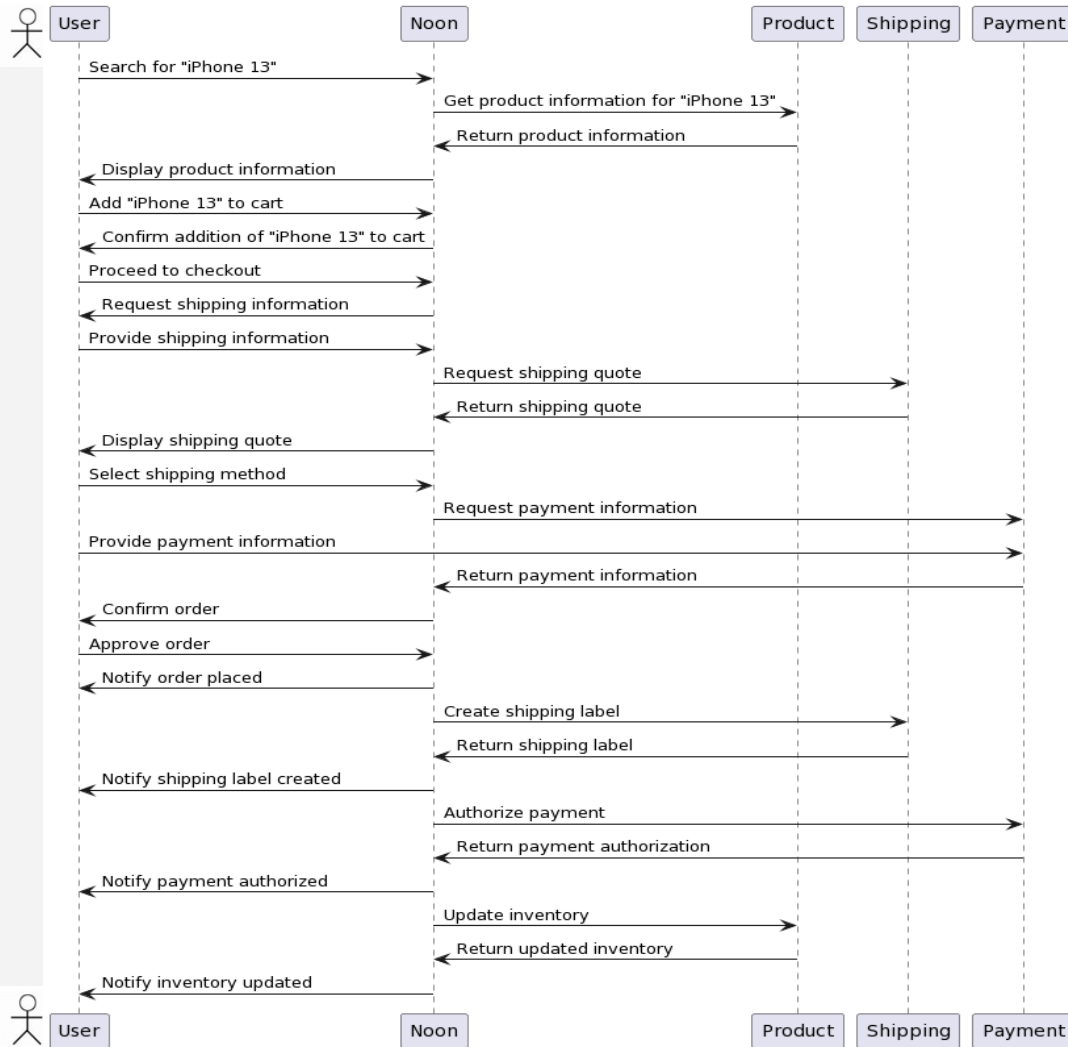 User Noon Product Shipping Payment
Search for "iPhone 13"
Get product information for "iPhone 13"
Return product information
Display product information
Add "iPhone 13" to cart
Confirm addition of "iPhone 13" to cart
Proceed to checkout
Request shipping information
Provide shipping information
Request shipping quote
Return shipping quote
Display shipping quote
Select shipping method
Request payment information
Provide payment information
Return payment information
Confirm order
Approve order
Notify order placed
Create shipping label
Return shipping label
Notify shipping label created
Authorize payment
Return payment authorization
Notify payment authorized
Update inventory
Return updated inventory
Notify inventory updated
User Noon Product Shipping Payment